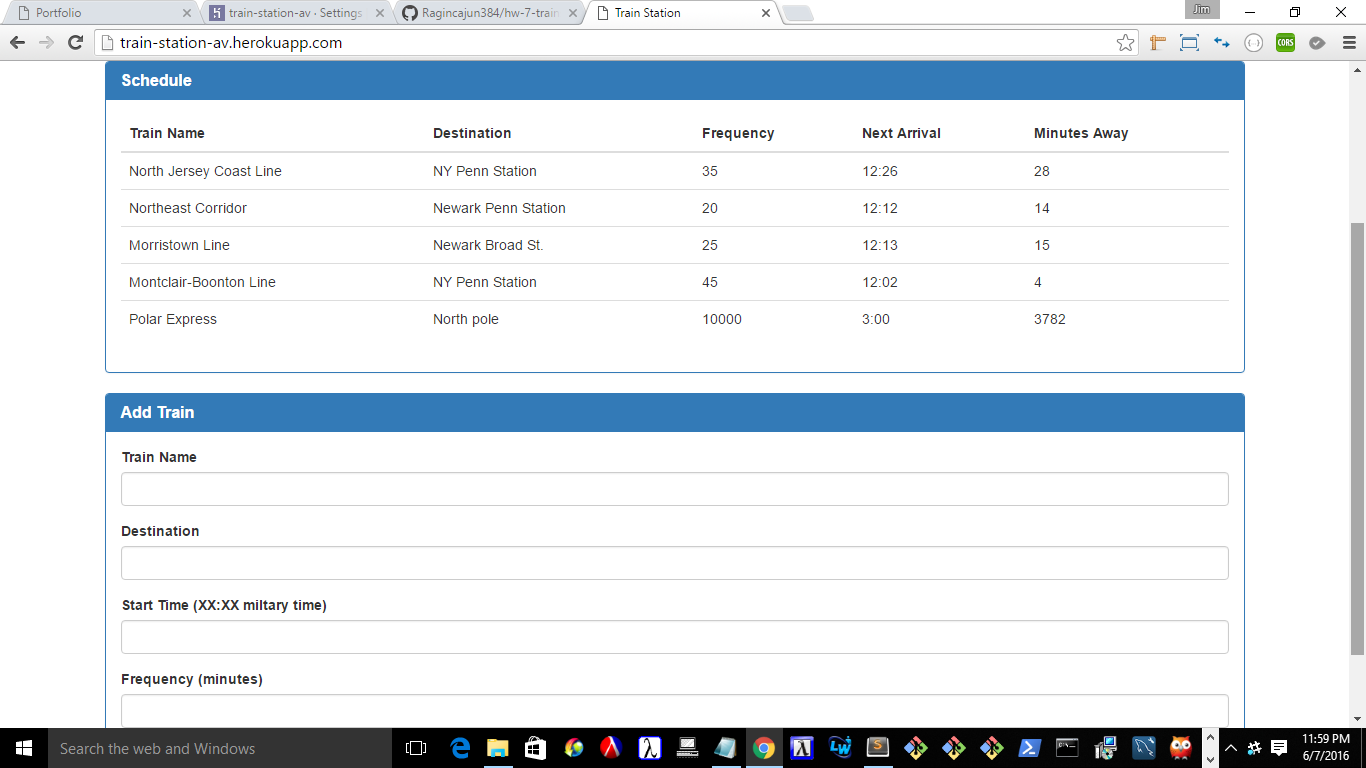 Portfolio train-station-av · Settings Ragincajun384/hw-7-train Train Station Jim
train-station-av.herokuapp.com CORS
Schedule
Train Name Destination Frequency Next Arrival Minutes Away
North Jersey Coast Line NY Penn Station 35 12:26 28
Northeast Corridor Newark Penn Station 20 12:12 14
Morristown Line Newark Broad St. 25 12:13 15
Montclair-Boonton Line NY Penn Station 45 12:02 4
Polar Express North pole 10000 3:00 3782
Add Train
Train Name
Destination
Start Time (XX:XX miltary time)
Frequency (minutes)
Search the web and Windows 11:59 PM
6/7/2016